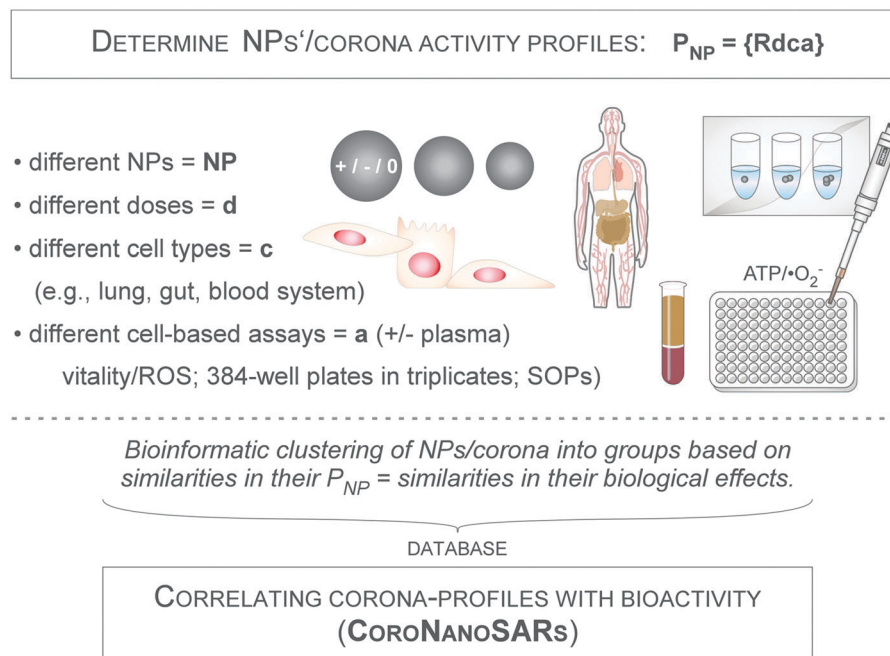 DETERMINE NPS‘/CORONA ACTIVITY PROFILES: P_NP = {Rdca}
• different NPs = NP
+ / - / 0
• different doses = d
• different cell types = c
(e.g., lung, gut, blood system)
• different cell-based assays = a (+/- plasma)
vitality/ROS; 384-well plates in triplicates; SOPs)
ATP/•O₂⁻
Bioinformatic clustering of NPs/corona into groups based on
similarities in their P_NP = similarities in their biological effects.
DATABASE
CORRELATING CORONA-PROFILES WITH BIOACTIVITY
(CORONANOSARS)